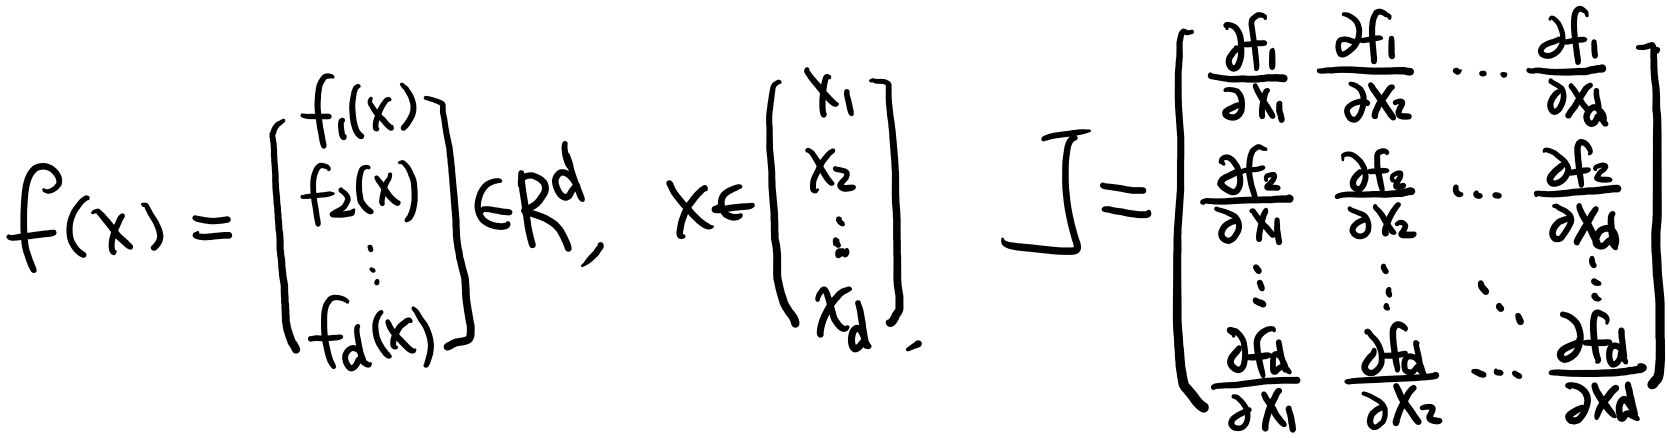 f(x) = [f₁(x) f₂(x) ⋮ f_d(x)] ∈ R^d, x ∈ [x₁ x₂ ⋮ x_d], J = [∂f₁/∂x₁ ∂f₁/∂x₂ ⋯ ∂f₁/∂x_d
∂f₂/∂x₁ ∂f₂/∂x₂ ⋯ ∂f₂/∂x_d
⋮ ⋮ ⋱ ⋮
∂f_d/∂x₁ ∂f_d/∂x₂ ⋯ ∂f_d/∂x_d]